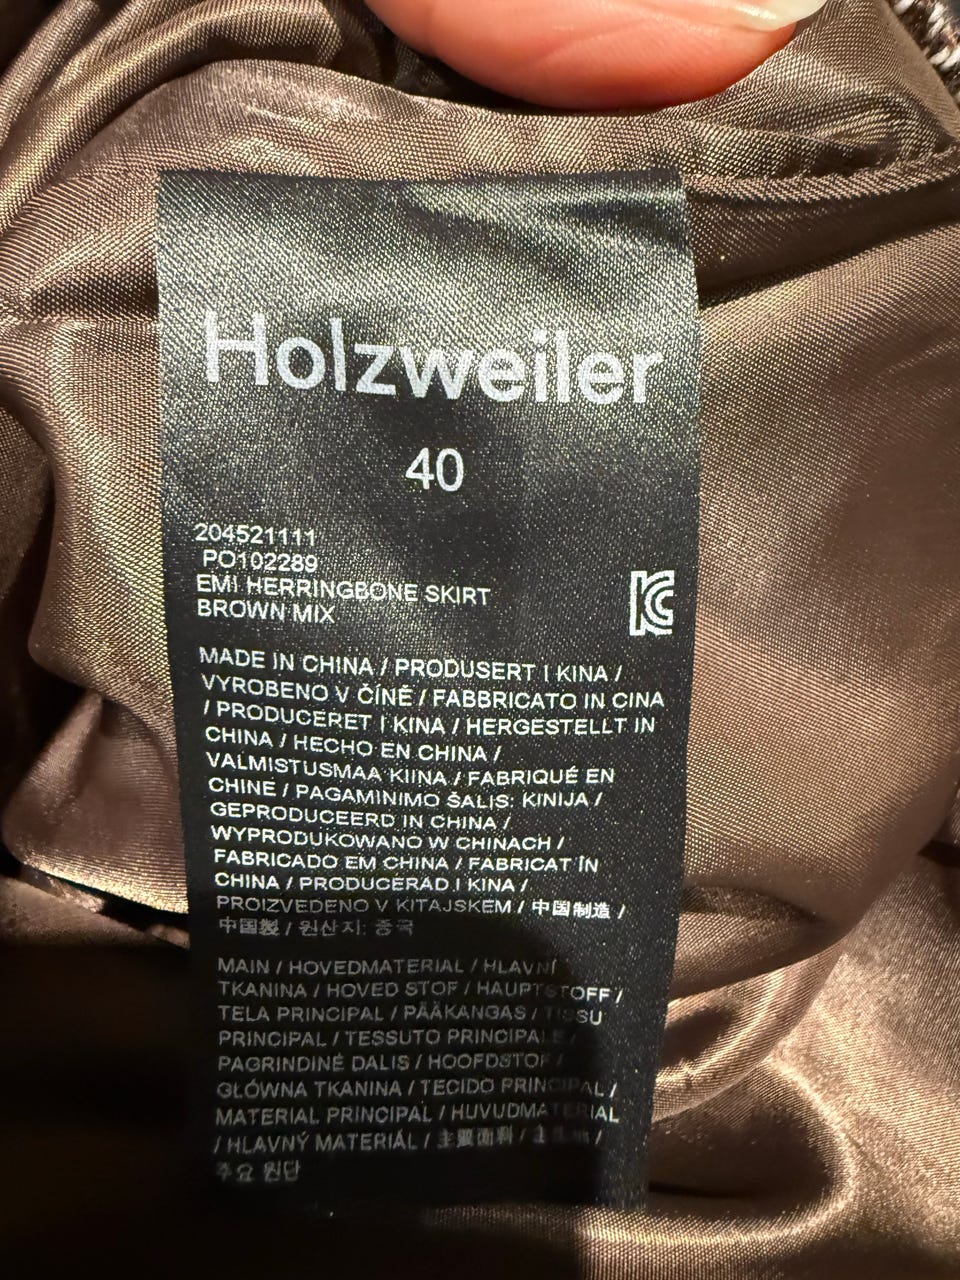 Holzweiler
40
204521111
PO102289
EMI HERRINGBONE SKIRT
BROWN MIX
MADE IN CHINA / PRODUSERT I KINA /
VYROBENO V ČÍNĚ / FABBRICATO IN CINA
/ PRODUCERET I KINA / HERGESTELLT IN
CHINA / HECHO EN CHINA /
VALMISTUSMAA KIINA / FABRIQUÉ EN
CHINE / PAGAMINIMO ŠALIS: KINIJA /
GEPRODUCEERD IN CHINA /
WYPRODUKOWANO W CHINACH /
FABRICADO EM CHINA / FABRICAT ÎN
CHINA / PRODUCERAD I KINA /
PROIZVEDENO V KITAJSKEM / 中国制造 /
中国製 / 원산지: 중국
MAIN / HOVEDMATERIAL / HLAVNÍ
TKANINA / HOVED STOF / HAUPTSTOFF /
TELA PRINCIPAL / PÄÄKANGAS / TISSU
PRINCIPAL / TESSUTO PRINCIPALE /
PAGRINDINĖ DALIS / HOOFDSTOF /
GŁÓWNA TKANINA / TECIDO PRINCIPAL /
MATERIAL PRINCIPAL / HUVUDMATERIAL
/ HLAVNÝ MATERIÁL / 主要面料 / /
주요 원단